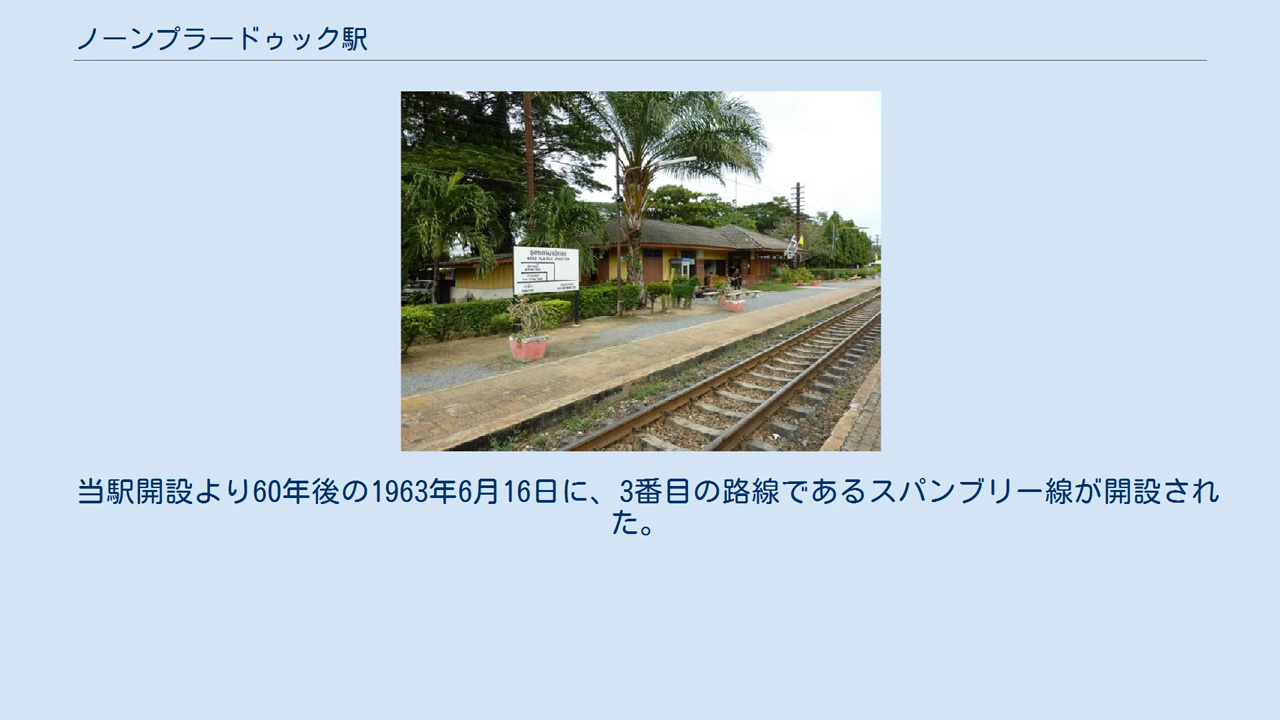 ノーンプラードゥック駅
当駅開設より60年後の1963年6月16日に、3番目の路線であるスパンブリー線が開設され
た。